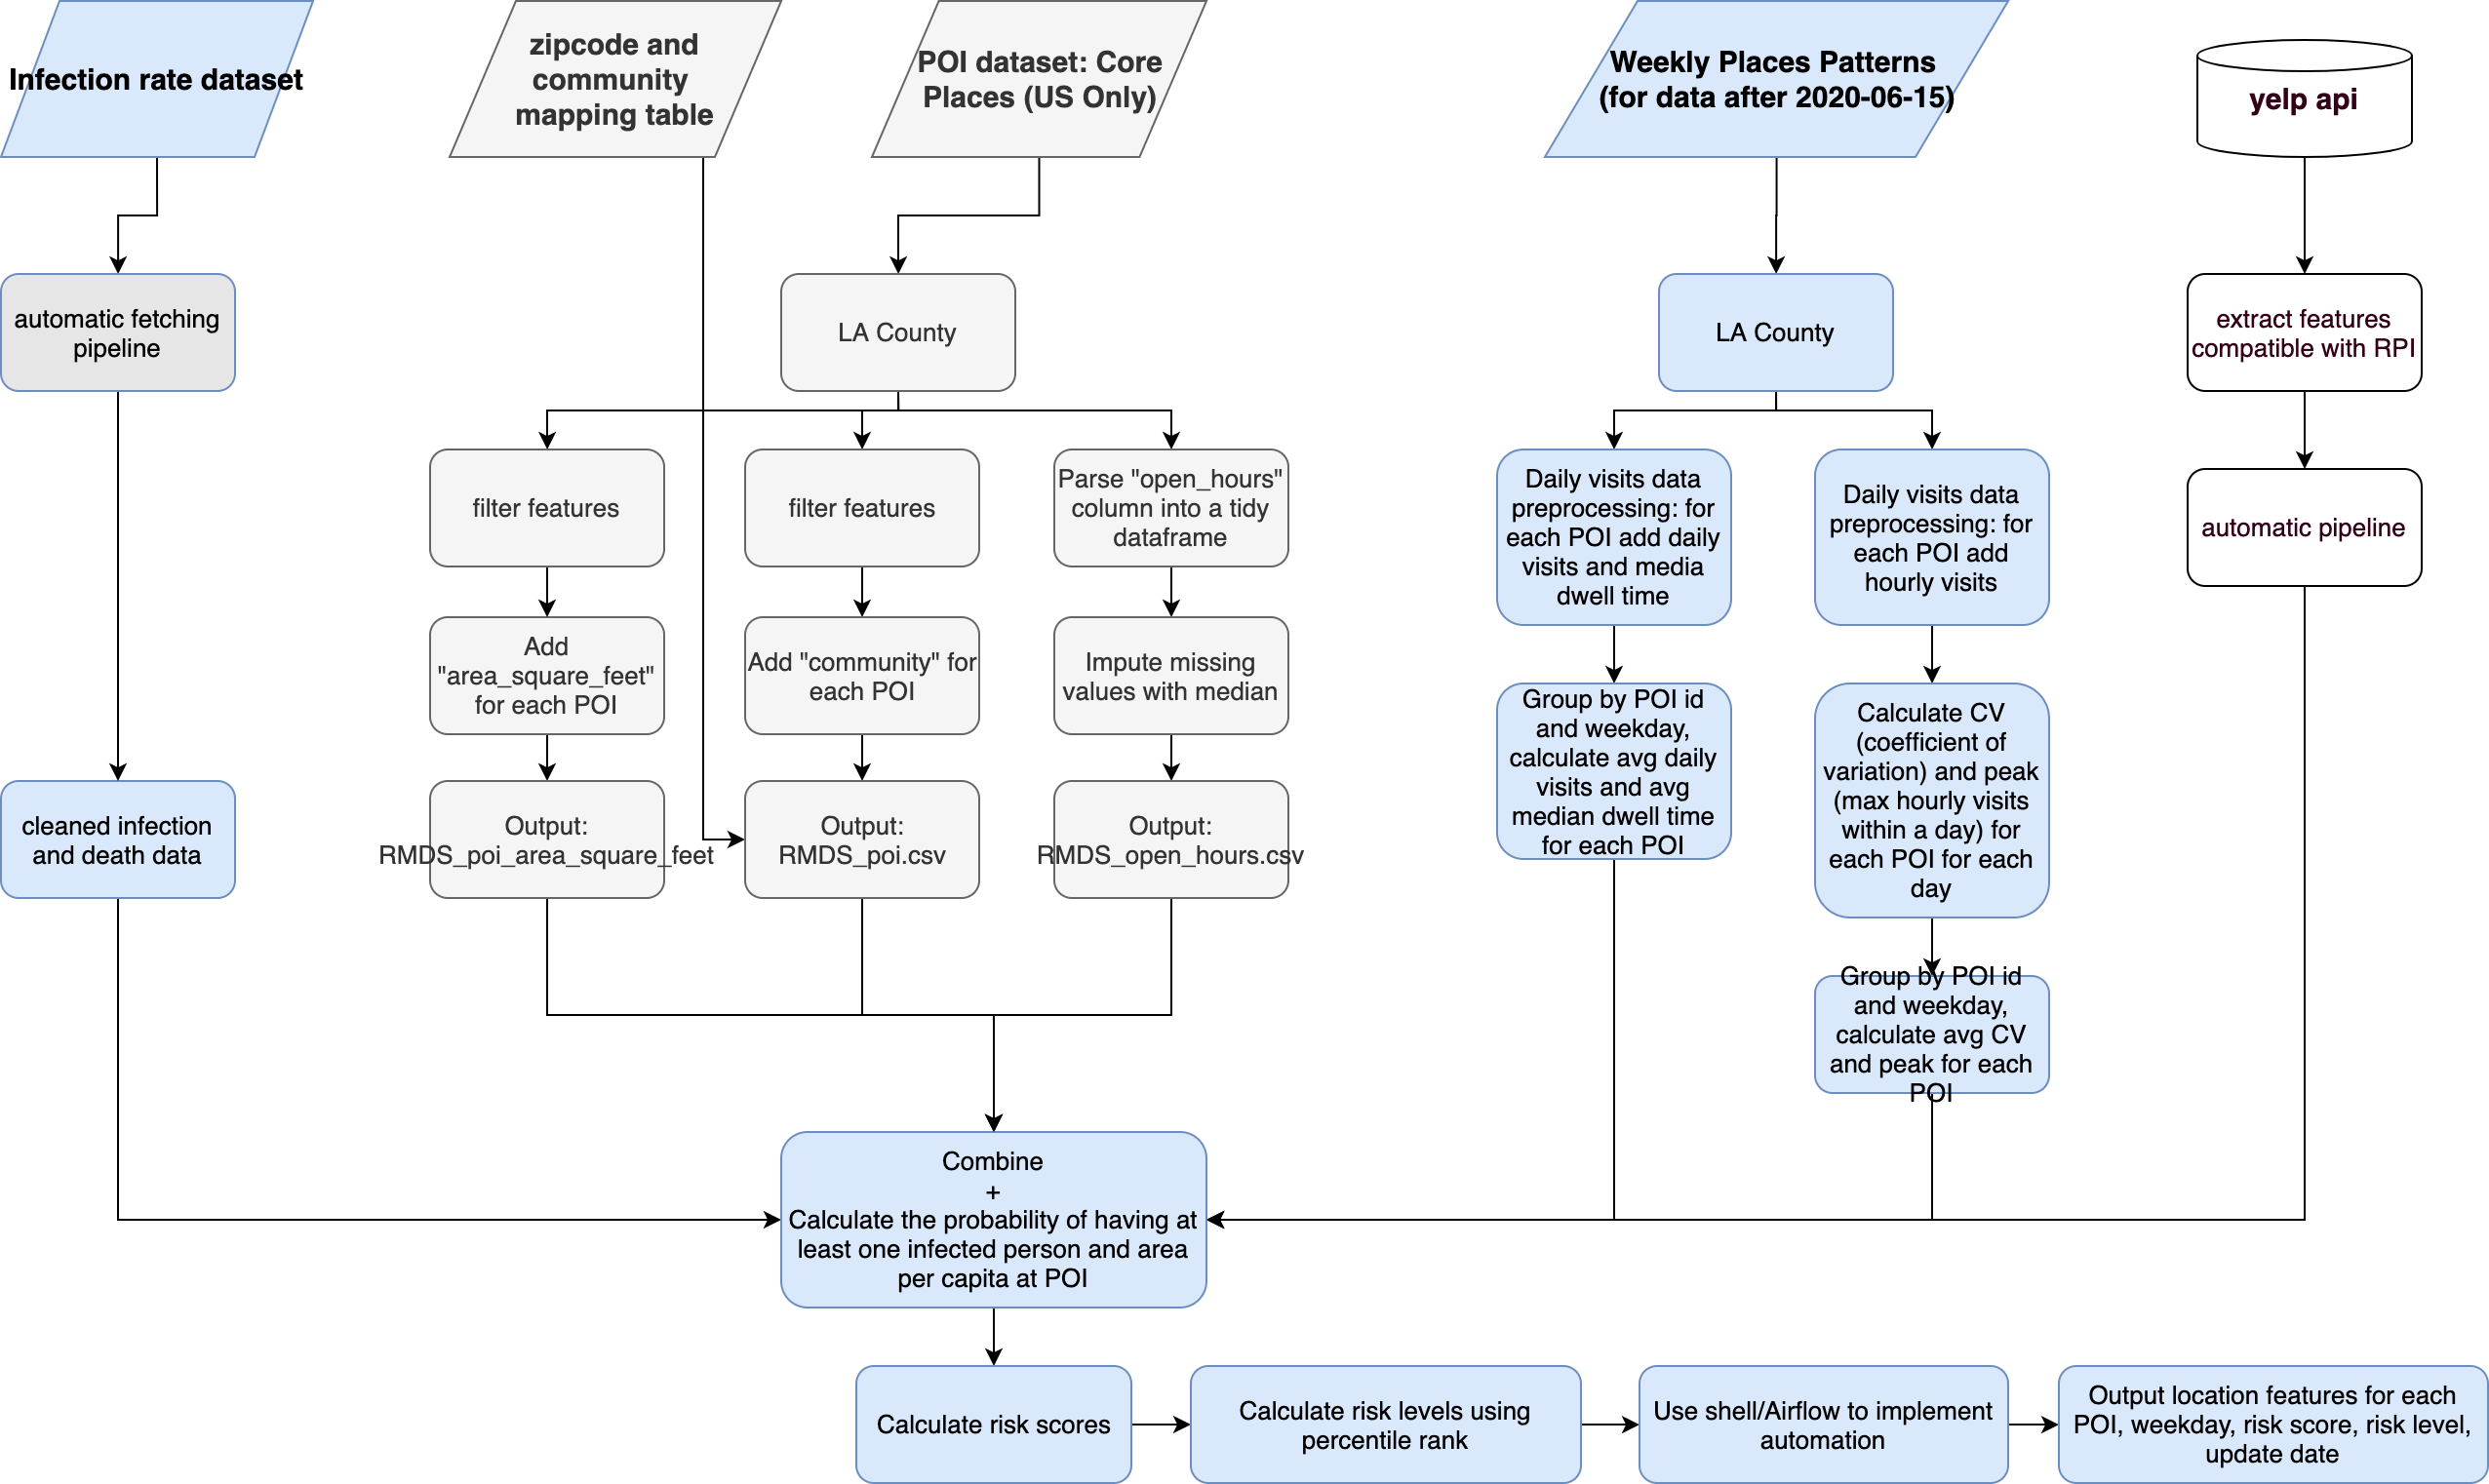 Infection rate dataset
zipcode and
community
mapping table
POI dataset: Core
Places (US Only)
Weekly Places Patterns
(for data after 2020-06-15)
yelp api
automatic fetching
pipeline
LA County
LA County
extract features
compatible with RPI
filter features
filter features
Parse "open_hours"
column into a tidy
dataframe
Daily visits data
preprocessing: for
each POI add daily
visits and media
dwell time
Daily visits data
preprocessing: for
each POI add
hourly visits
automatic pipeline
Add
"area_square_feet"
for each POI
Add "community" for
each POI
Impute missing
values with median
Group by POI id
and weekday,
calculate avg daily
visits and avg
median dwell time
for each POI
Calculate CV
(coefficient of
variation) and peak
(max hourly visits
within a day) for
each POI for each
day
cleaned infection
and death data
Output:
RMDS_poi_area_square_feet
Output:
RMDS_poi.csv
Output:
RMDS_open_hours.csv
Group by POI id
and weekday,
calculate avg CV
and peak for each
POI
Combine
+
Calculate the probability of having at
least one infected person and area
per capita at POI
Calculate risk scores
Calculate risk levels using
percentile rank
Use shell/Airflow to implement
automation
Output location features for each
POI, weekday, risk score, risk level,
update date